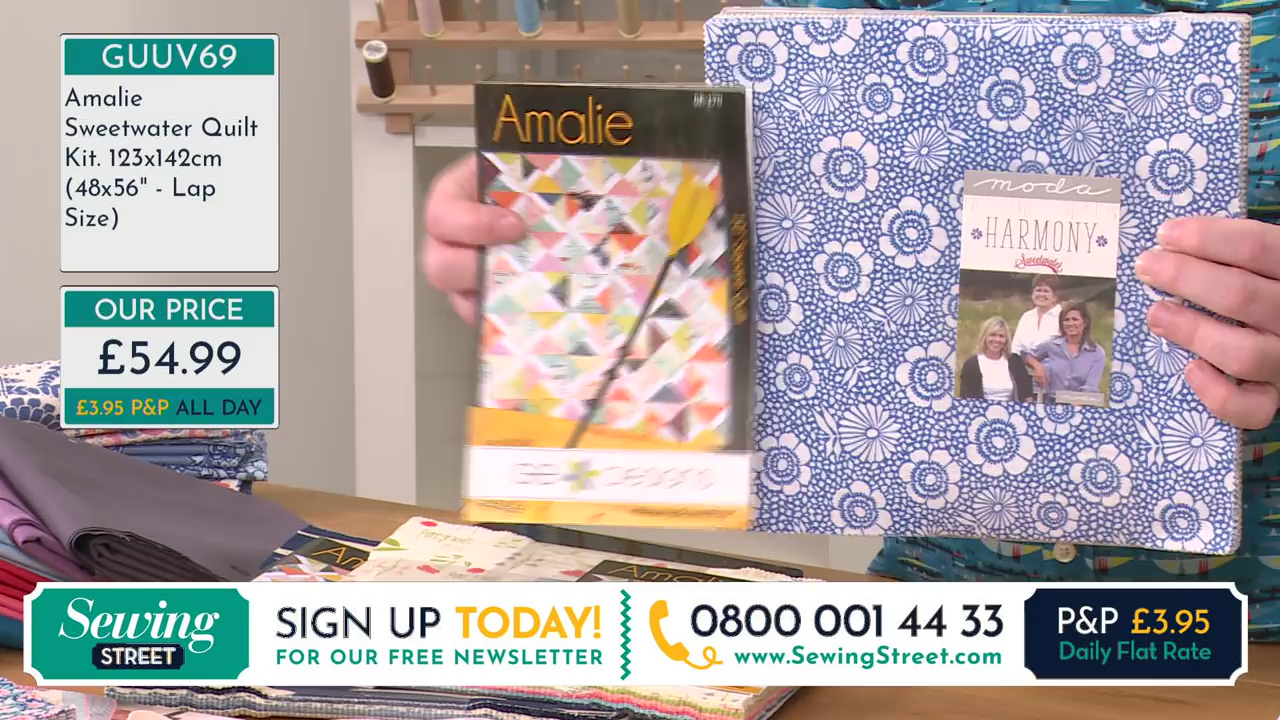 GUUV69
Amalie
Sweetwater Quilt
Kit. 123x142cm
(48x56" - Lap
Size)
OUR PRICE
£54.99
£3.95 P&P ALL DAY
Amalie
moda
HARMONY
Sweetwater
Am
Amalie
Sewing
STREET
SIGN UP TODAY!
FOR OUR FREE NEWSLETTER
0800 001 44 33
www.SewingStreet.com
P&P £3.95
Daily Flat Rate